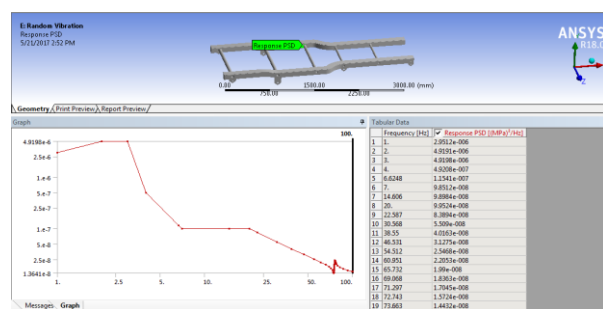 E: Random Vibration
Response PSD
5/21/2017 2:52 PM
ANSYS
R18.0
Response PSD
0.00 1500.00 3000.00 (mm)
750.00 2250.00
Z
Geometry Print Preview Report Preview
Graph
100.
4.9198e-6
2.5e-6
1.e-6
5.e-7
2.5e-7
1.e-7
5.e-8
2.5e-8
1.3641e-8
1. 2.5 5. 10. 25. 50. 100.
Messages Graph
Tabular Data
Frequency [Hz] Response PSD [(MPa)²/Hz]
1 1. 2.9512e-006
2 2. 4.9191e-006
3 3. 4.9198e-006
4 4. 4.9208e-007
5 6.6248 1.1541e-007
6 7. 9.8512e-008
7 14.606 9.8984e-008
8 20. 9.9524e-008
9 22.587 8.3894e-008
10 30.568 5.509e-008
11 38.55 4.0163e-008
12 46.531 3.1275e-008
13 54.512 2.5468e-008
14 60.951 2.2053e-008
15 65.732 1.99e-008
16 69.068 1.8363e-008
17 71.297 1.7045e-008
18 72.743 1.5724e-008
19 73.663 1.4432e-008